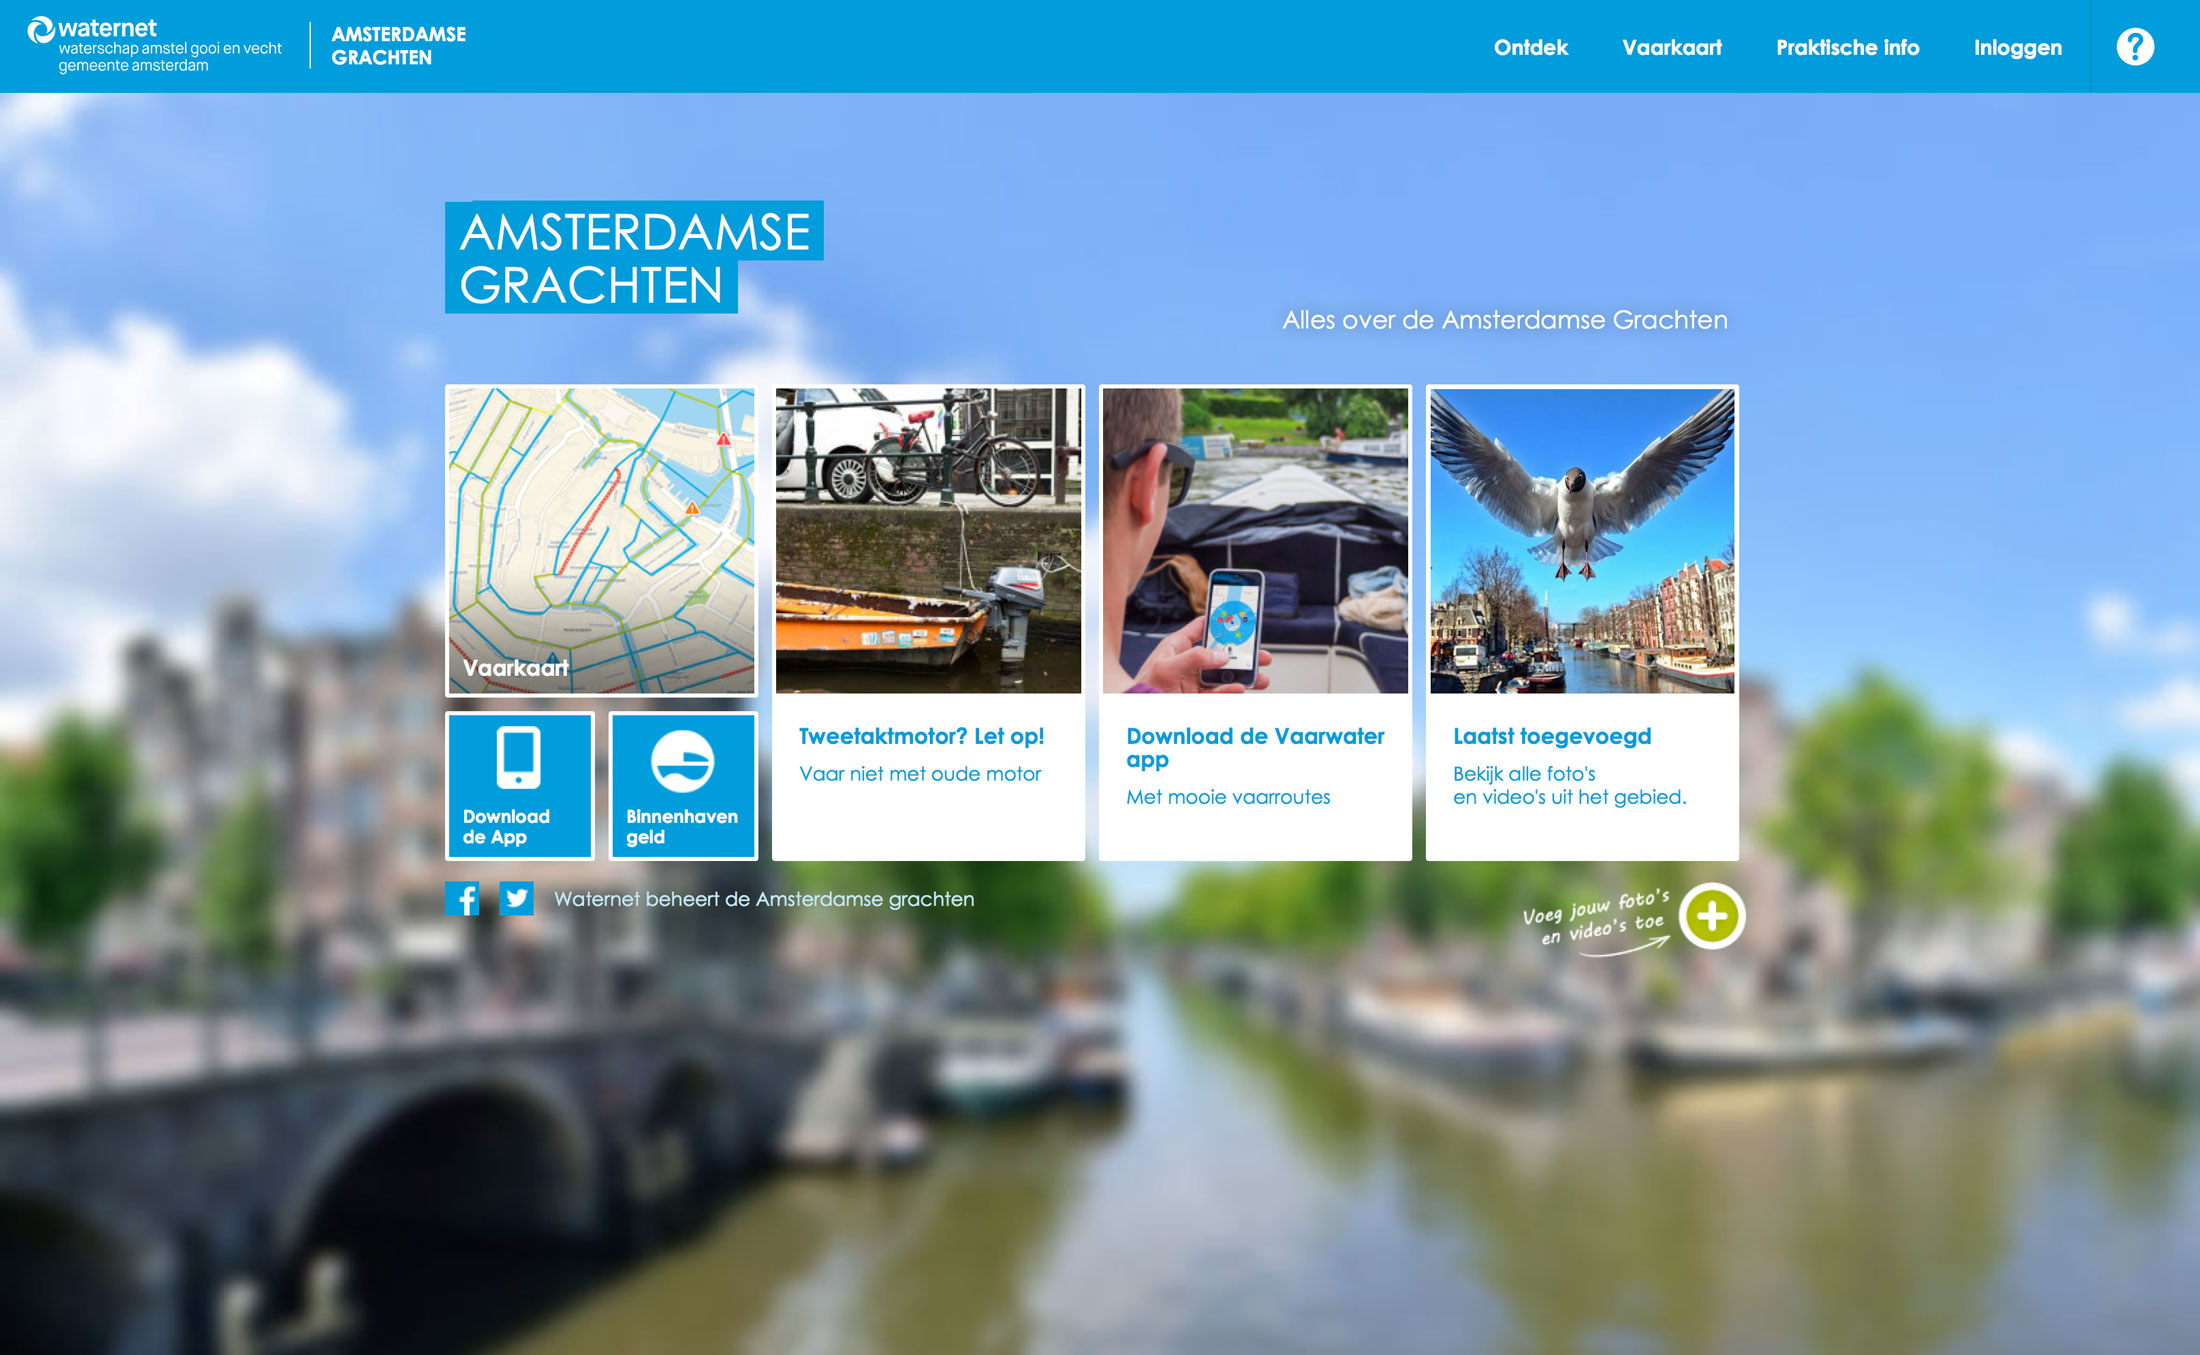 waternet
waterschap amstel gooi en vecht
gemeente amsterdam
AMSTERDAMSE
GRACHTEN
Ontdek
Vaarkaart
Praktische info
Inloggen
?
AMSTERDAMSE
GRACHTEN
Alles over de Amsterdamse Grachten
Vaarkaart
Download
de App
Binnenhaven
geld
Tweetaktmotor? Let op!
Vaar niet met oude motor
Download de Vaarwater
app
Met mooie vaarroutes
Laatst toegevoegd
Bekijk alle foto's
en video's uit het gebied.
Waternet beheert de Amsterdamse grachten
Voeg jouw foto's
en video's toe